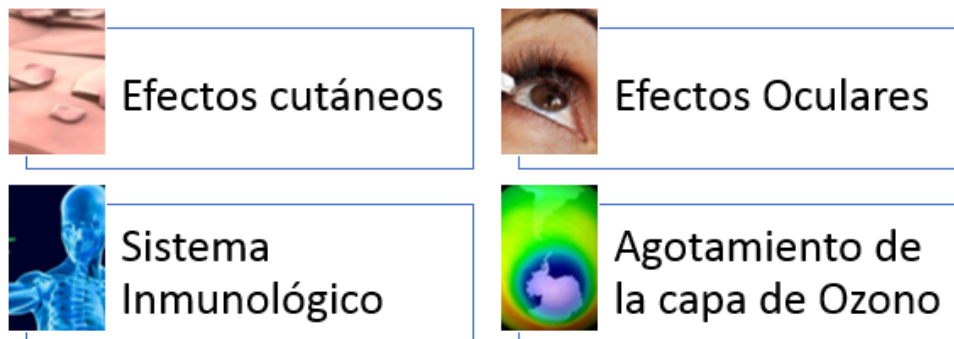 Efectos cutáneos
Efectos Oculares
Sistema
Inmunológico
Agotamiento de
la capa de Ozono